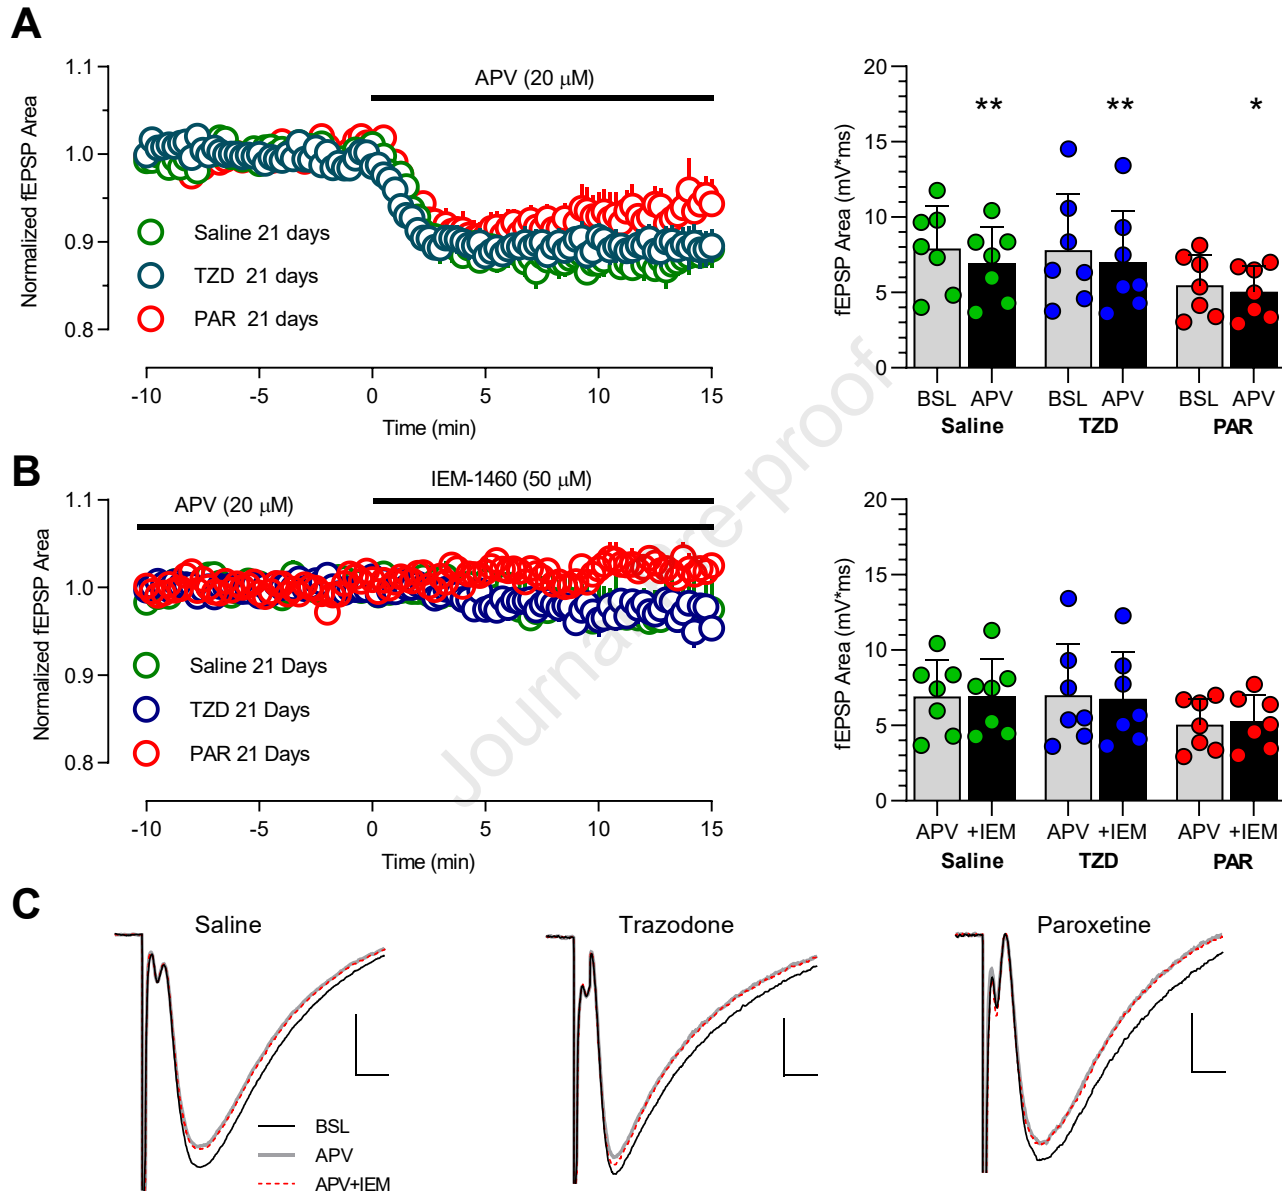 A
APV (20 μM)
Normalized fEPSP Area
1.1
1.0
0.9
0.8
Saline 21 days
TZD 21 days
PAR 21 days
-10
-5
0
5
10
15
Time (min)
fEPSP Area (mV*ms)
20
15
10
5
0
**
**
*
BSL APV
BSL APV
BSL APV
Saline
TZD
PAR
B
IEM-1460 (50 μM)
APV (20 μM)
Normalized fEPSP Area
1.1
1.0
0.9
0.8
Saline 21 Days
TZD 21 Days
PAR 21 Days
-10
-5
0
5
10
15
Time (min)
fEPSP Area (mV*ms)
20
15
10
5
0
APV +IEM
APV +IEM
APV +IEM
Saline
TZD
PAR
Journal Pre-proof
C
Saline
Trazodone
Paroxetine
BSL
APV
APV+IEM